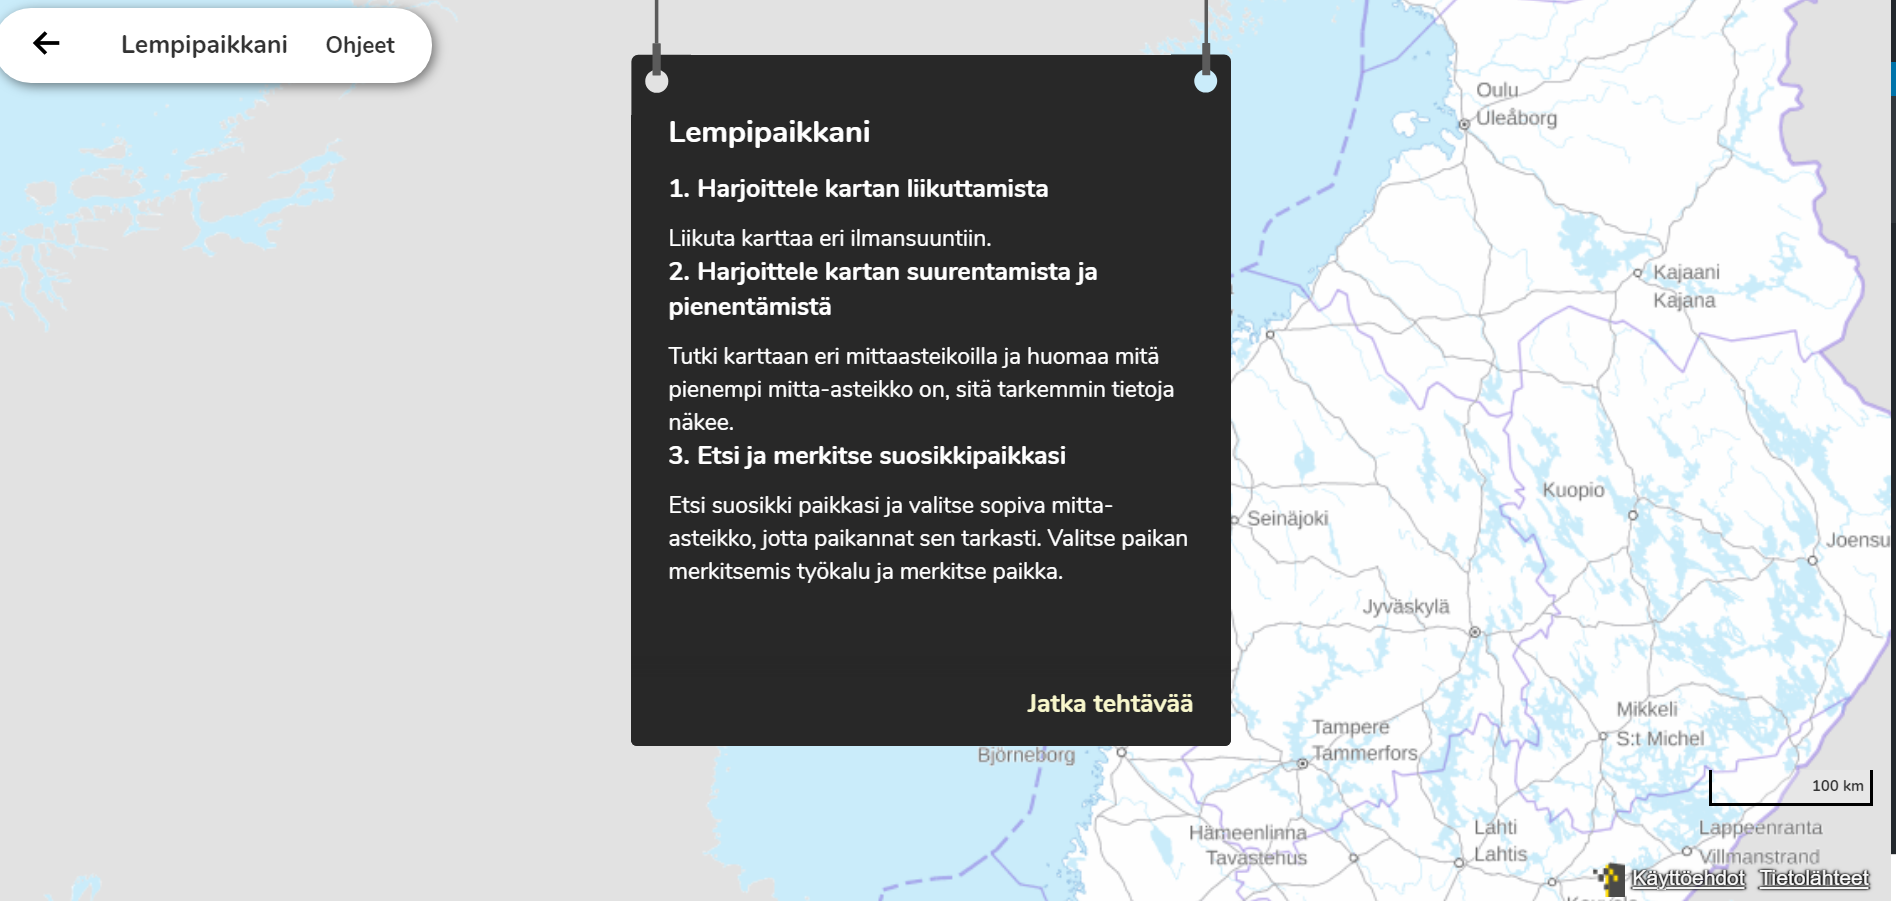 Lempipaikkani Ohjeet
Lempipaikkani
1. Harjoittele kartan liikuttamista
Liikuta karttaa eri ilmansuuntiin.
2. Harjoittele kartan suurentamista ja
pienentämistä
Tutki karttaan eri mittaasteikoilla ja huomaa mitä
pienempi mitta-asteikko on, sitä tarkemmin tietoja
näkee.
3. Etsi ja merkitse suosikkipaikkasi
Etsi suosikki paikkasi ja valitse sopiva mitta-
asteikko, jotta paikannat sen tarkasti. Valitse paikan
merkitsemis työkalu ja merkitse paikka.
Jatka tehtävää
Oulu
Uleåborg
Kajaani
Kajana
Kuopio
Seinäjoki
Joensu
Jyväskylä
Mikkeli
S:t Michel
Tampere
Tammerfors
Björneborg
100 km
Hämeenlinna
Tavastehus
Lahti
Lahtis
Lappeenranta
Villmanstrand
Käyttöehdot Tietolähteet